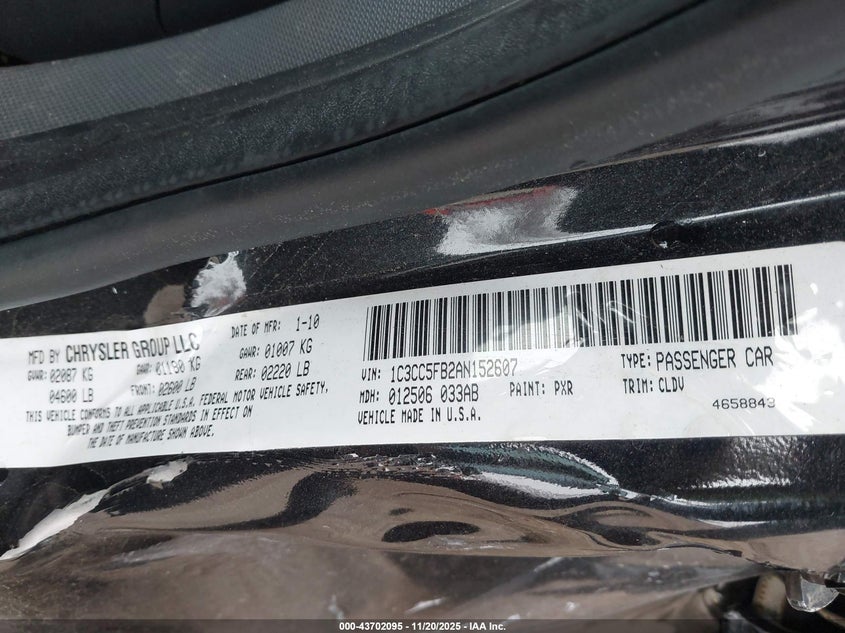 MFD BY CHRYSLER GROUP LLC DATE OF MFR: 1-10
GVWR: 02087 KG GAWR: 01190 KG GAWR: 01007 KG
04600 LB FRONT: 02600 LB REAR: 02220 LB
THIS VEHICLE CONFORMS TO ALL APPLICABLE U.S.A. FEDERAL MOTOR VEHICLE SAFETY,
BUMPER AND THEFT PREVENTION STANDARDS IN EFFECT ON
THE DATE OF MANUFACTURE SHOWN ABOVE.
VIN: 1C3CC5FB2AN152607 TYPE: PASSENGER CAR
MDH: 012506 033AB PAINT: PXR TRIM: CLDV
VEHICLE MADE IN U.S.A. 4658843
000-43702095 - 11/20/2025 - IAA Inc.